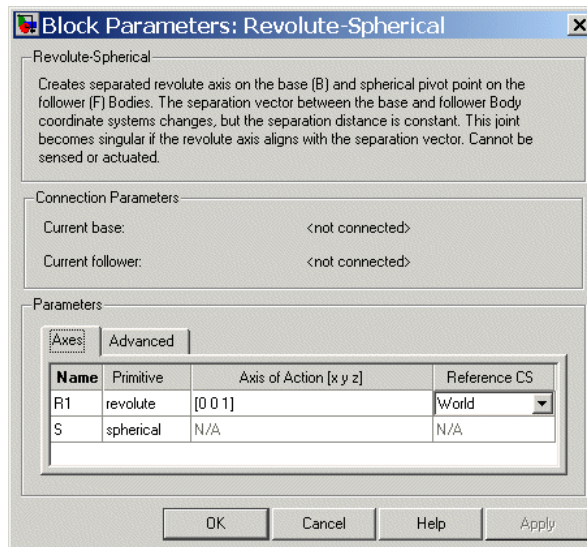 Block Parameters: Revolute-Spherical
Revolute-Spherical
Creates separated revolute axis on the base (B) and spherical pivot point on the
follower (F) Bodies. The separation vector between the base and follower Body
coordinate systems changes, but the separation distance is constant. This joint
becomes singular if the revolute axis aligns with the separation vector. Cannot be
sensed or actuated.
Connection Parameters
Current base: <not connected>
Current follower: <not connected>
Parameters
Axes Advanced
Name Primitive Axis of Action [x y z] Reference CS
R1 revolute [0 0 1] World
S spherical N/A N/A
OK Cancel Help Apply